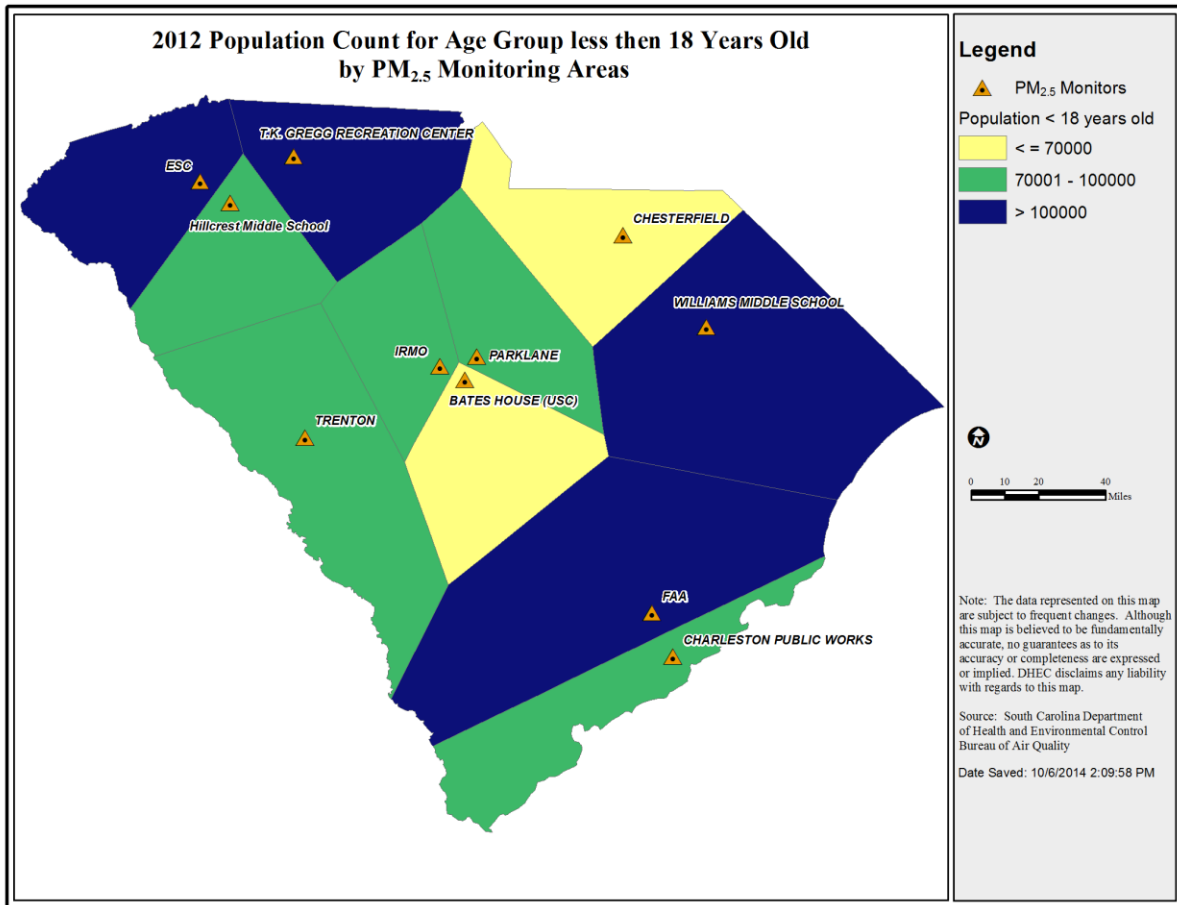 2012 Population Count for Age Group less then 18 Years Old
by PM2.5 Monitoring Areas
T.K. GREGG RECREATION CENTER
ESC
Hillcrest Middle School
CHESTERFIELD
WILLIAMS MIDDLE SCHOOL
IRMO
PARKLANE
BATES HOUSE (USC)
TRENTON
FAA
CHARLESTON PUBLIC WORKS
Legend
PM2.5 Monitors
Population < 18 years old
< = 70000
70001 - 100000
> 100000
N
0 10 20 40
Miles
Note: The data represented on this map
are subject to frequent changes. Although
this map is believed to be fundamentally
accurate, no guarantees as to its
accuracy or completeness are expressed
or implied. DHEC disclaims any liability
with regards to this map.
Source: South Carolina Department
of Health and Environmental Control
Bureau of Air Quality
Date Saved: 10/6/2014 2:09:58 PM